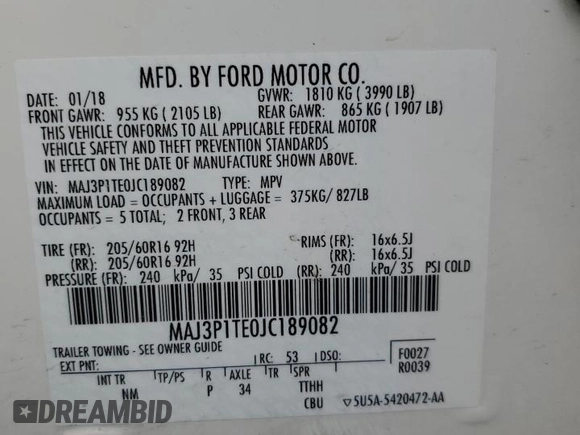 MFD. BY FORD MOTOR CO.
DATE: 01/18 GVWR: 1810 KG ( 3990 LB)
FRONT GAWR: 955 KG ( 2105 LB) REAR GAWR: 865 KG ( 1907 LB)
THIS VEHICLE CONFORMS TO ALL APPLICABLE FEDERAL MOTOR
VEHICLE SAFETY AND THEFT PREVENTION STANDARDS
IN EFFECT ON THE DATE OF MANUFACTURE SHOWN ABOVE.
VIN: MAJ3P1TE0JC189082 TYPE: MPV
MAXIMUM LOAD = OCCUPANTS + LUGGAGE = 375KG/ 827LB
OCCUPANTS = 5 TOTAL; 2 FRONT, 3 REAR
TIRE (FR): 205/60R16 92H RIMS (FR): 16x6.5J
(RR): 205/60R16 92H (RR): 16x6.5J
PRESSURE (FR): 240 kPa/ 35 PSI COLD (RR): 240 kPa/ 35 PSI COLD
MAJ3P1TE0JC189082
TRAILER TOWING - SEE OWNER GUIDE
EXT PNT: RC: 53 DSO: F0027
R0039
INT TR TP/PS R AXLE TR SPR
NM P 34 TTHH
CBU ▽5U5A-5420472-AA
DREAMBID